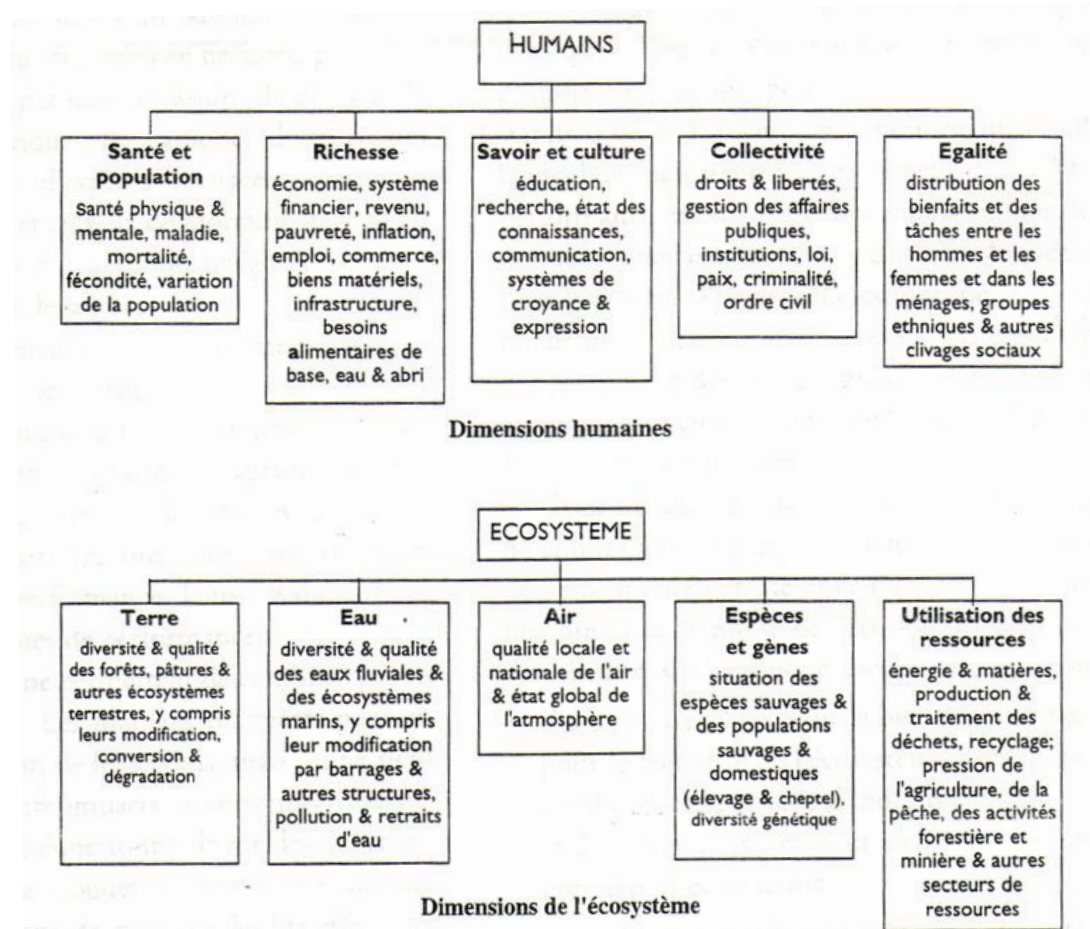 HUMAINS
Santé et
population
Santé physique &
mentale, maladie,
mortalité,
fécondité, variation
de la population
Richesse
économie, système
financier, revenu,
pauvreté, inflation,
emploi, commerce,
biens matériels,
infrastructure,
besoins
alimentaires de
base, eau & abri
Savoir et culture
éducation,
recherche, état des
connaissances,
communication,
systèmes de
croyance &
expression
Collectivité
droits & libertés,
gestion des affaires
publiques,
institutions, loi,
paix, criminalité,
ordre civil
Egalité
distribution des
bienfaits et des
tâches entre les
hommes et les
femmes et dans les
ménages, groupes
ethniques & autres
clivages sociaux
Dimensions humaines
ECOSYSTEME
Terre
diversité & qualité
des forêts, pâtures &
autres écosystèmes
terrestres, y compris
leurs modification,
conversion &
dégradation
Eau
diversité & qualité
des eaux fluviales &
des écosystèmes
marins, y compris
leur modification
par barrages &
autres structures,
pollution & retraits
d'eau
Air
qualité locale et
nationale de l'air
& état global de
l'atmosphère
Espèces
et gènes
situation des
espèces sauvages &
des populations
sauvages &
domestiques
(élevage & cheptel),
diversité génétique
Utilisation des
ressources
énergie & matières,
production &
traitement des
déchets, recyclage;
pression de
l'agriculture, de la
pêche, des activités
forestière et
minière & autres
secteurs de
ressources
Dimensions de l'écosystème